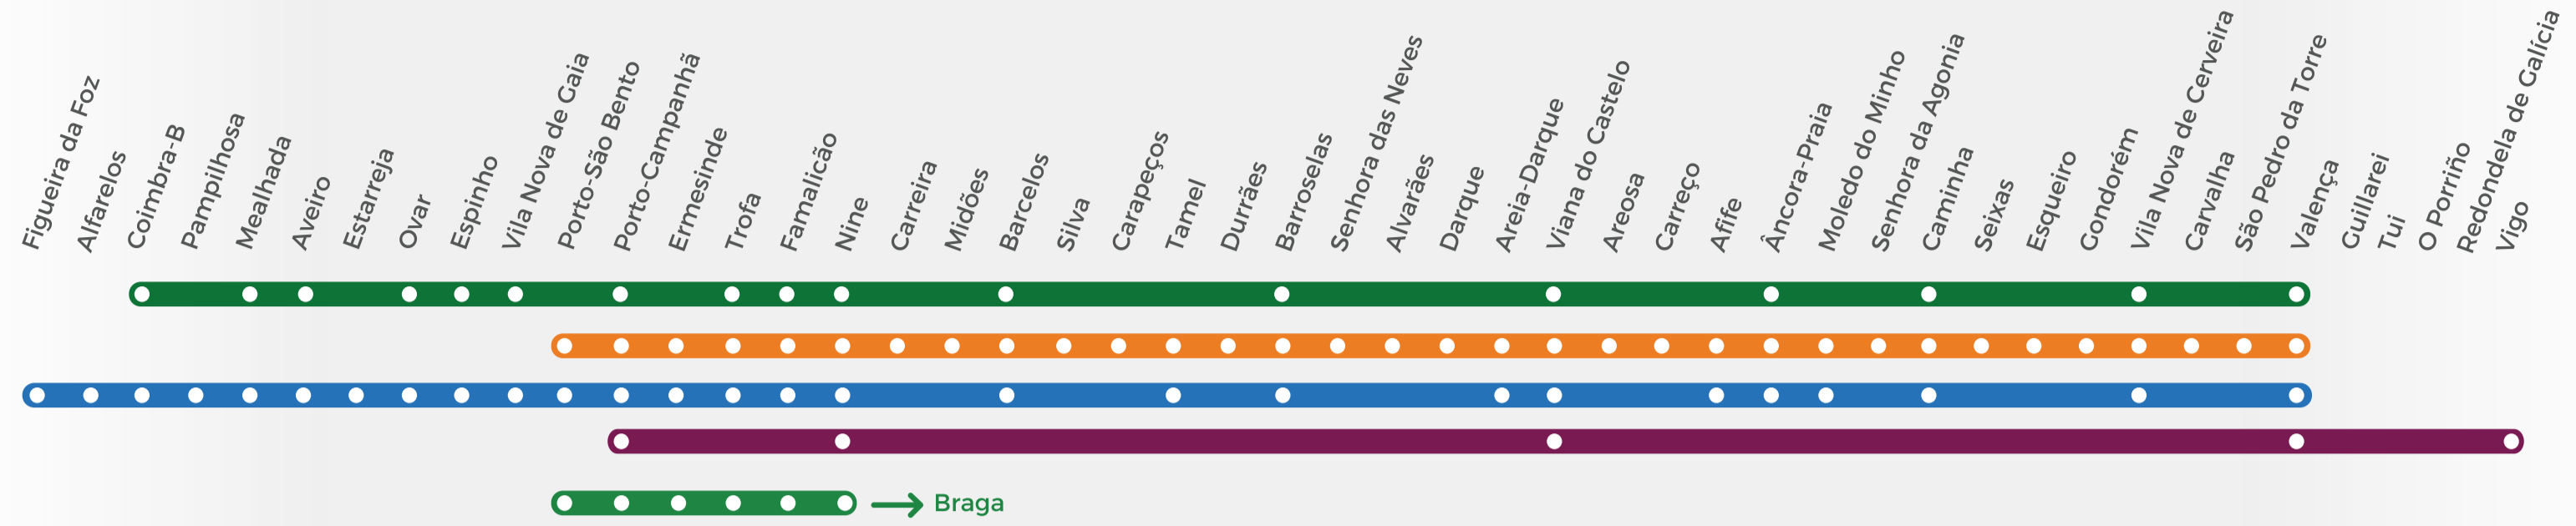 Figueira da Foz
Alfarelos
Coimbra-B
Pampilhosa
Mealhada
Aveiro
Estarreja
Ovar
Espinho
Vila Nova de Gaia
Porto-São Bento
Porto-Campanhã
Ermesinde
Trofa
Famalicão
Nine
Carreira
Midões
Barcelos
Silva
Carapeços
Tamel
Durrães
Barroselas
Senhora das Neves
Alvarães
Darque
Areia-Darque
Viana do Castelo
Areosa
Carreço
Afife
Âncora-Praia
Moledo do Minho
Senhora da Agonia
Caminha
Seixas
Esqueiro
Gondorém
Vila Nova de Cerveira
Carvalha
São Pedro da Torre
Valença
Guillarei
Tui
O Porriño
Redondela de Galícia
Vigo
Braga